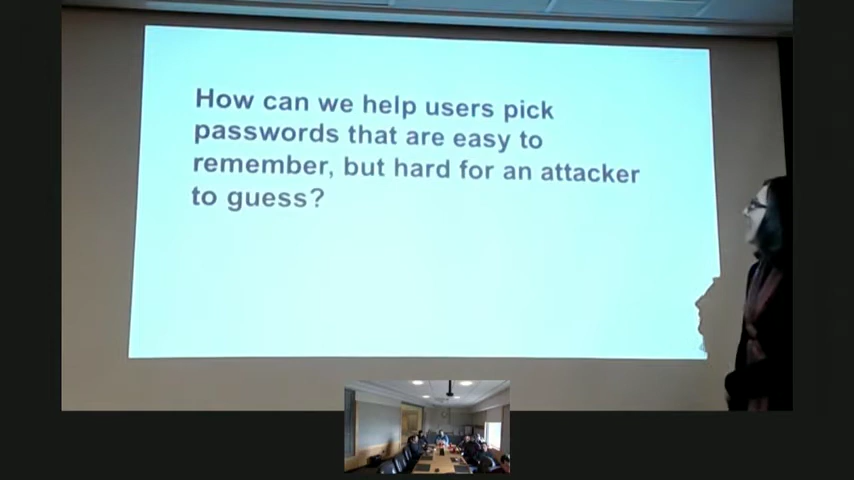 How can we help users pick
passwords that are easy to
remember, but hard for an attacker
to guess?